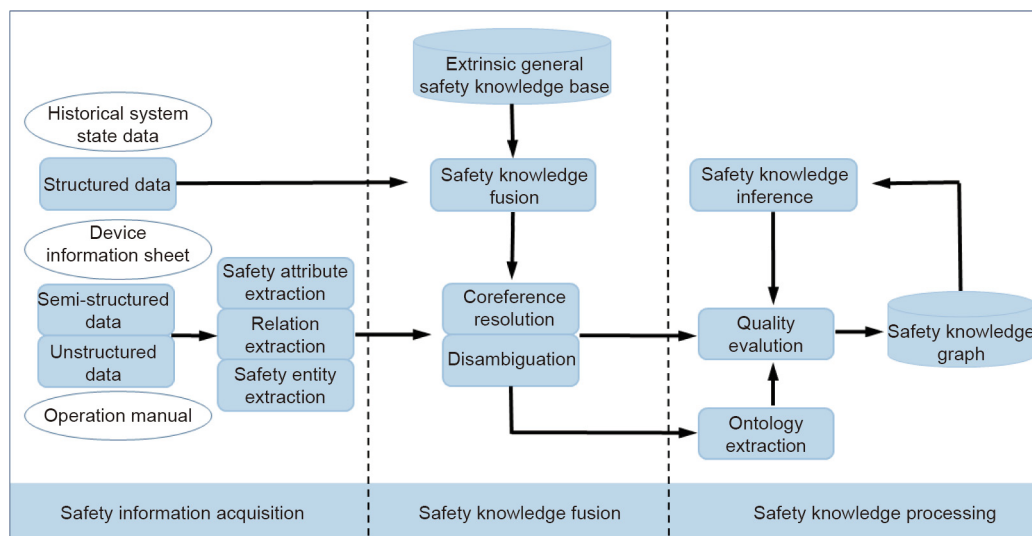 Historical system
state data
Structured data
Device
information sheet
Semi-structured
data
Unstructured
data
Operation manual
Safety attribute
extraction
Relation
extraction
Safety entity
extraction
Safety information acquisition
Extrinsic general
safety knowledge base
Safety knowledge
fusion
Coreference
resolution
Disambiguation
Safety knowledge fusion
Safety knowledge
inference
Quality
evalution
Ontology
extraction
Safety knowledge
graph
Safety knowledge processing